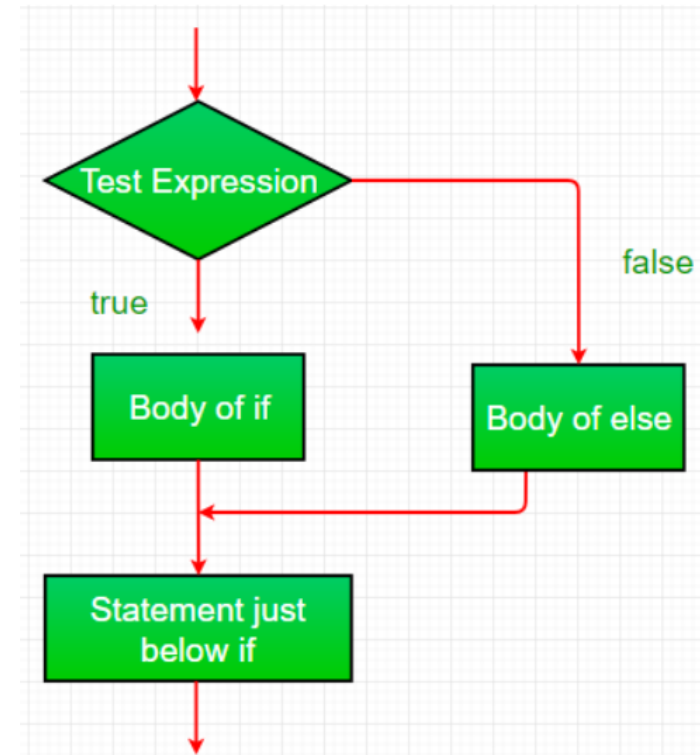 Test Expression
false
true
Body of if
Body of else
Statement just
below if